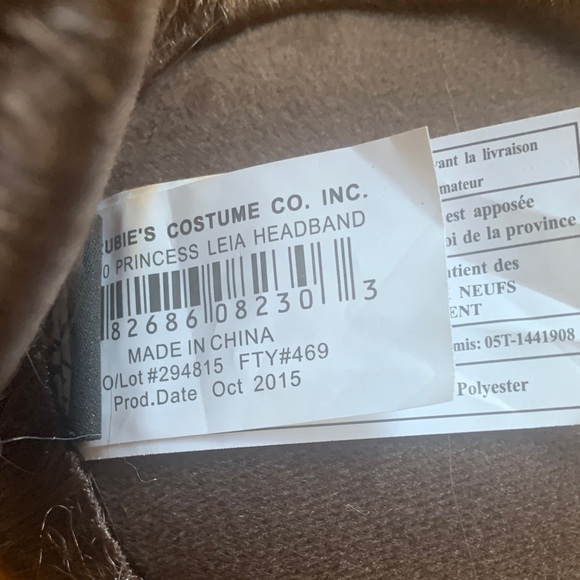 RUBIE'S COSTUME CO. INC.
0 PRINCESS LEIA HEADBAND
82686 08230 3
MADE IN CHINA
O/Lot #294815 FTY#469
Prod.Date Oct 2015
vant la livraison
mateur
est apposée
oi de la province
ntient des
NEUFS
ENT
mis: 05T-1441908
Polyester